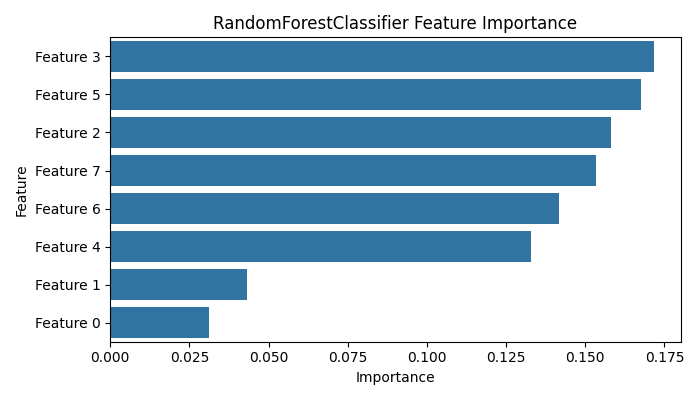 RandomForestClassifier Feature Importance
Feature 3
Feature 5
Feature 2
Feature 7
Feature 6
Feature 4
Feature 1
Feature 0
Feature
0.000 0.025 0.050 0.075 0.100 0.125 0.150 0.175
Importance